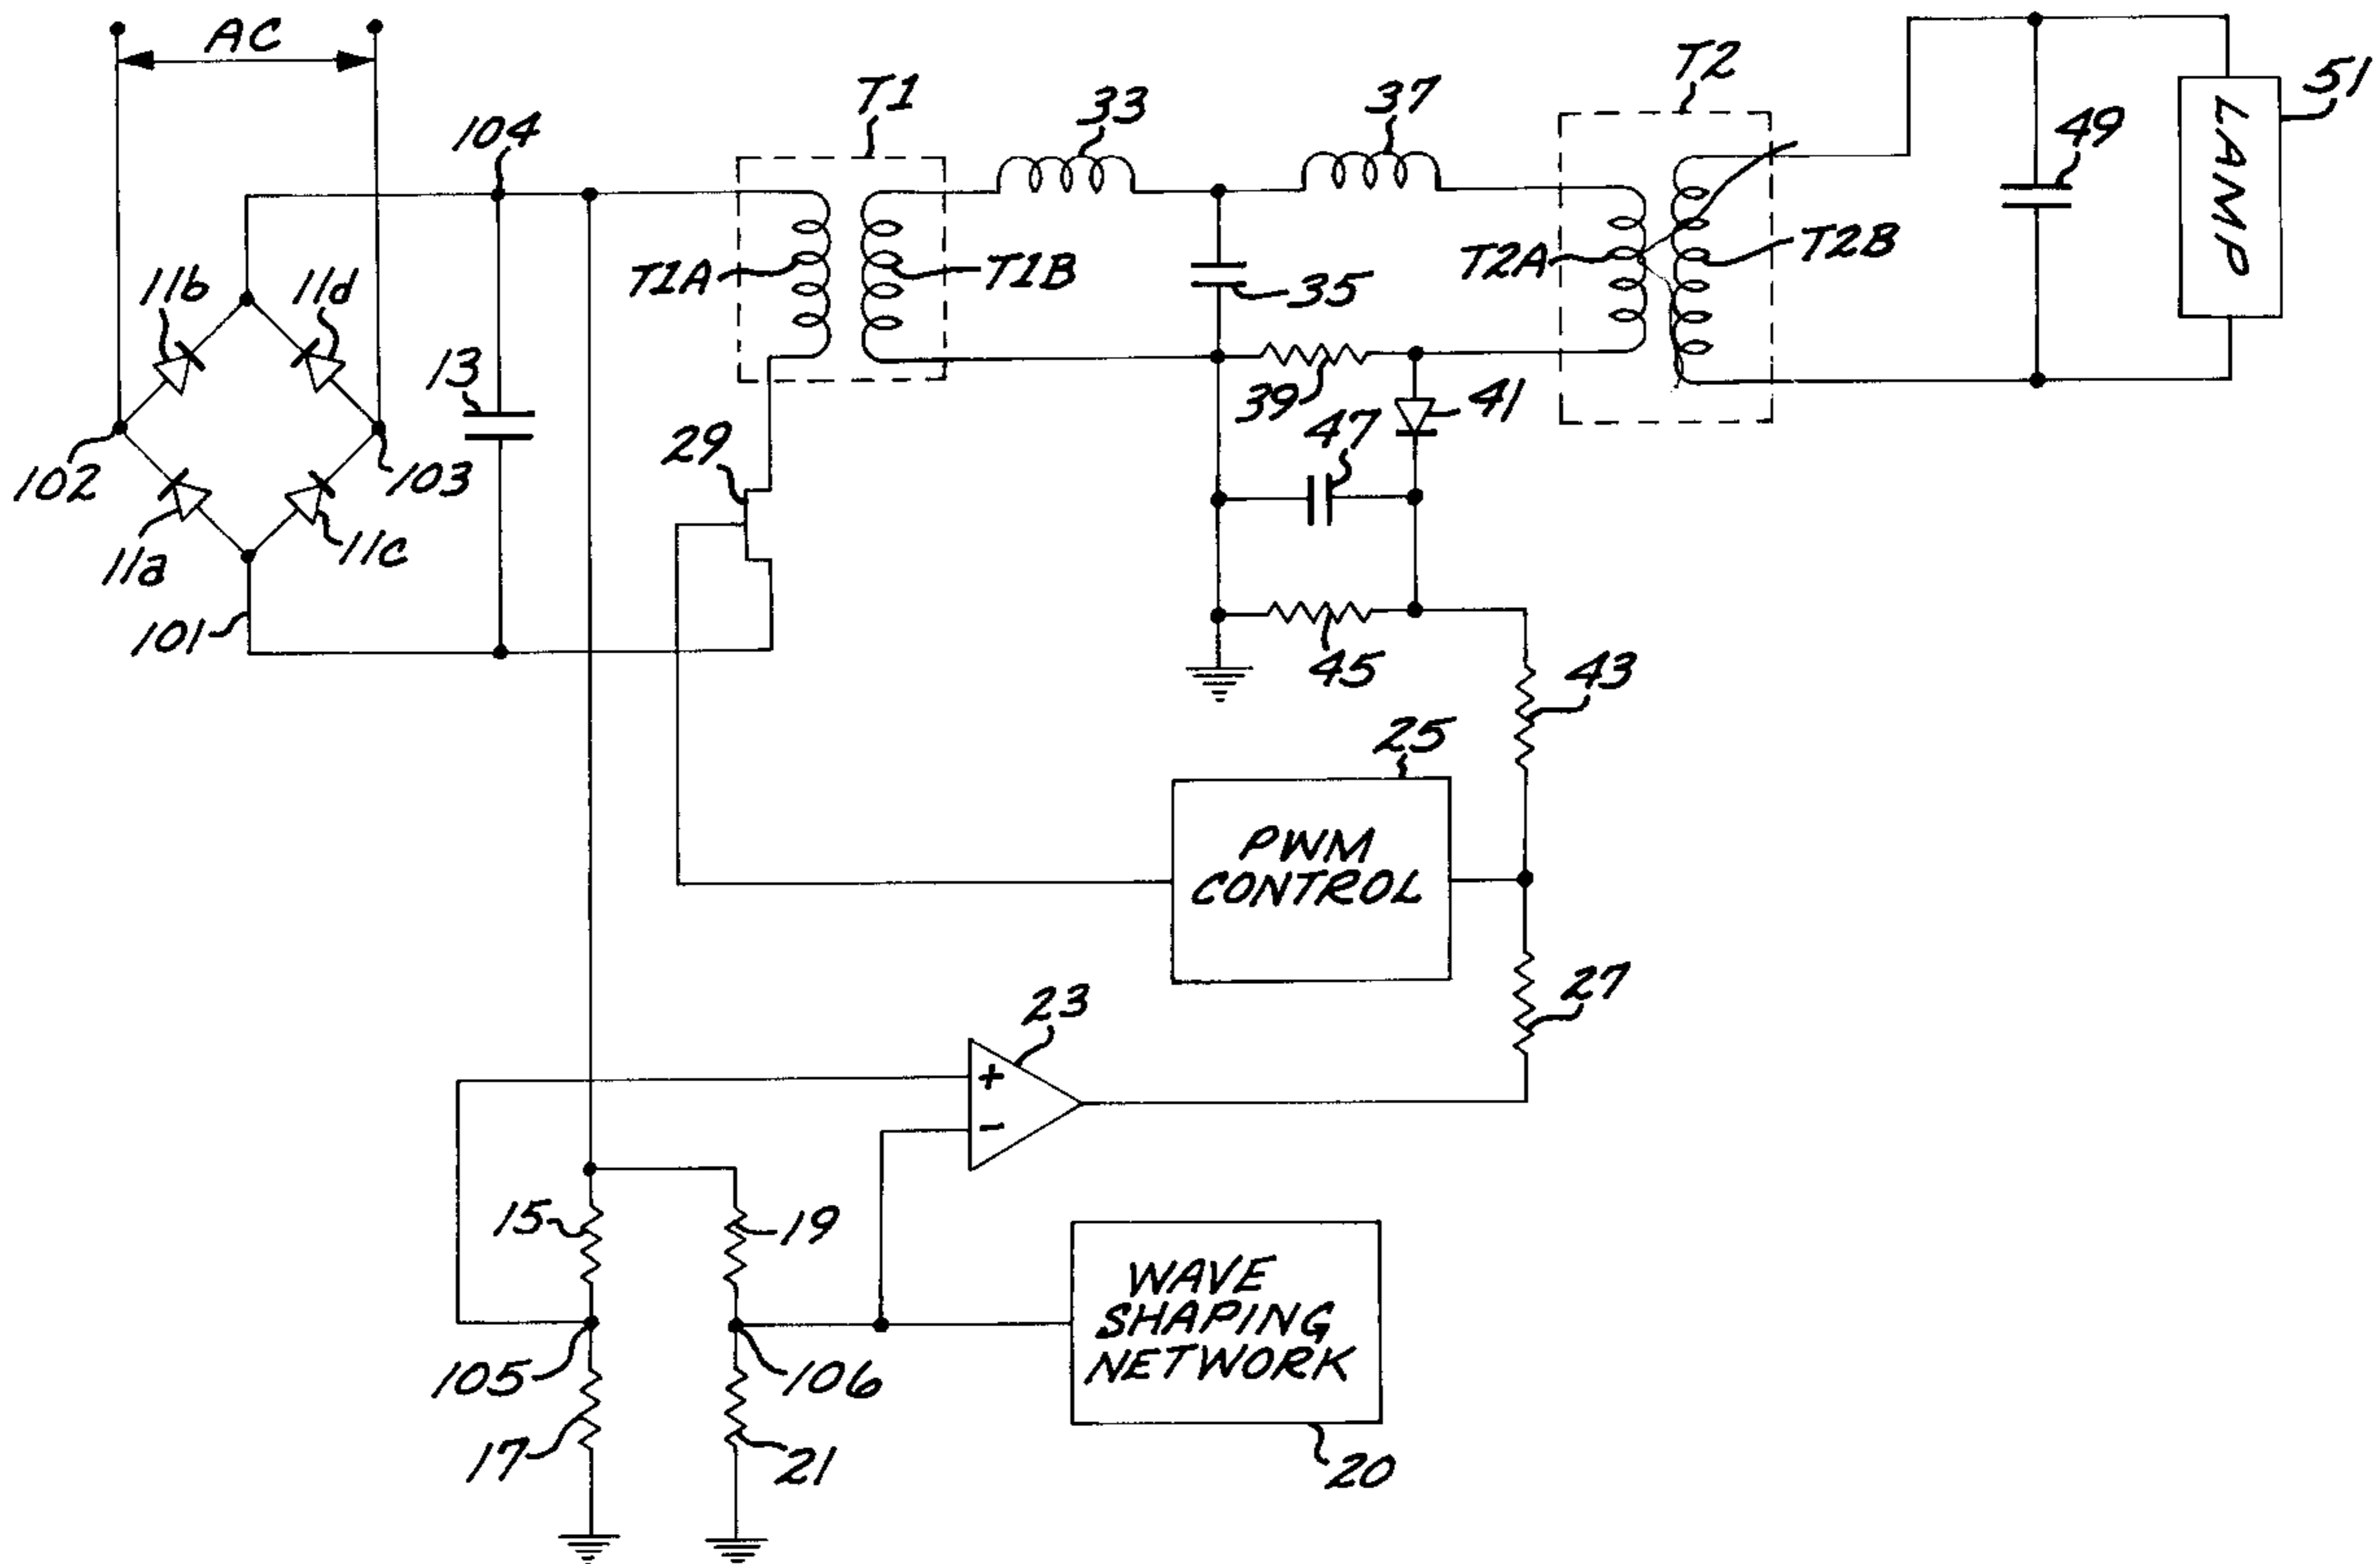 AC
T1
33
37
T2
51
104
49
LAMP
T1A
T1B
35
T2A
T2B
11b
11d
13
39
41
47
29
102
103
11a
11c
101
45
43
25
PWM
CONTROL
23
27
+
-
15
19
WAVE
SHAPING
NETWORK
105
106
17
21
20